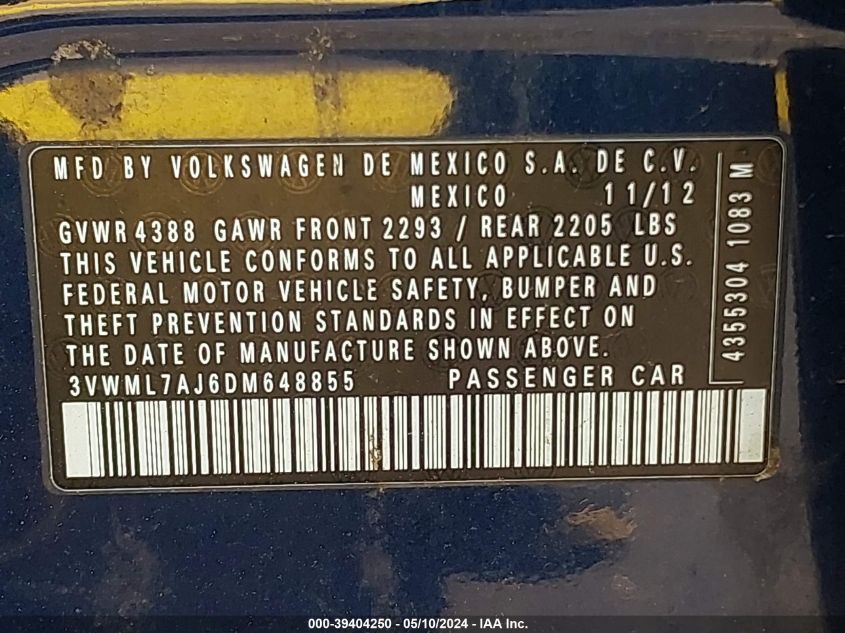 MFD BY VOLKSWAGEN DE MEXICO S.A. DE C.V.
MEXICO 11/12
GVWR 4388 GAWR FRONT 2293 / REAR 2205 LBS
THIS VEHICLE CONFORMS TO ALL APPLICABLE U.S.
FEDERAL MOTOR VEHICLE SAFETY, BUMPER AND
THEFT PREVENTION STANDARDS IN EFFECT ON
THE DATE OF MANUFACTURE SHOWN ABOVE.
3VWML7AJ6DM648855 PASSENGER CAR
4355304 1083 M
000-39404250 - 05/10/2024 - IAA Inc.